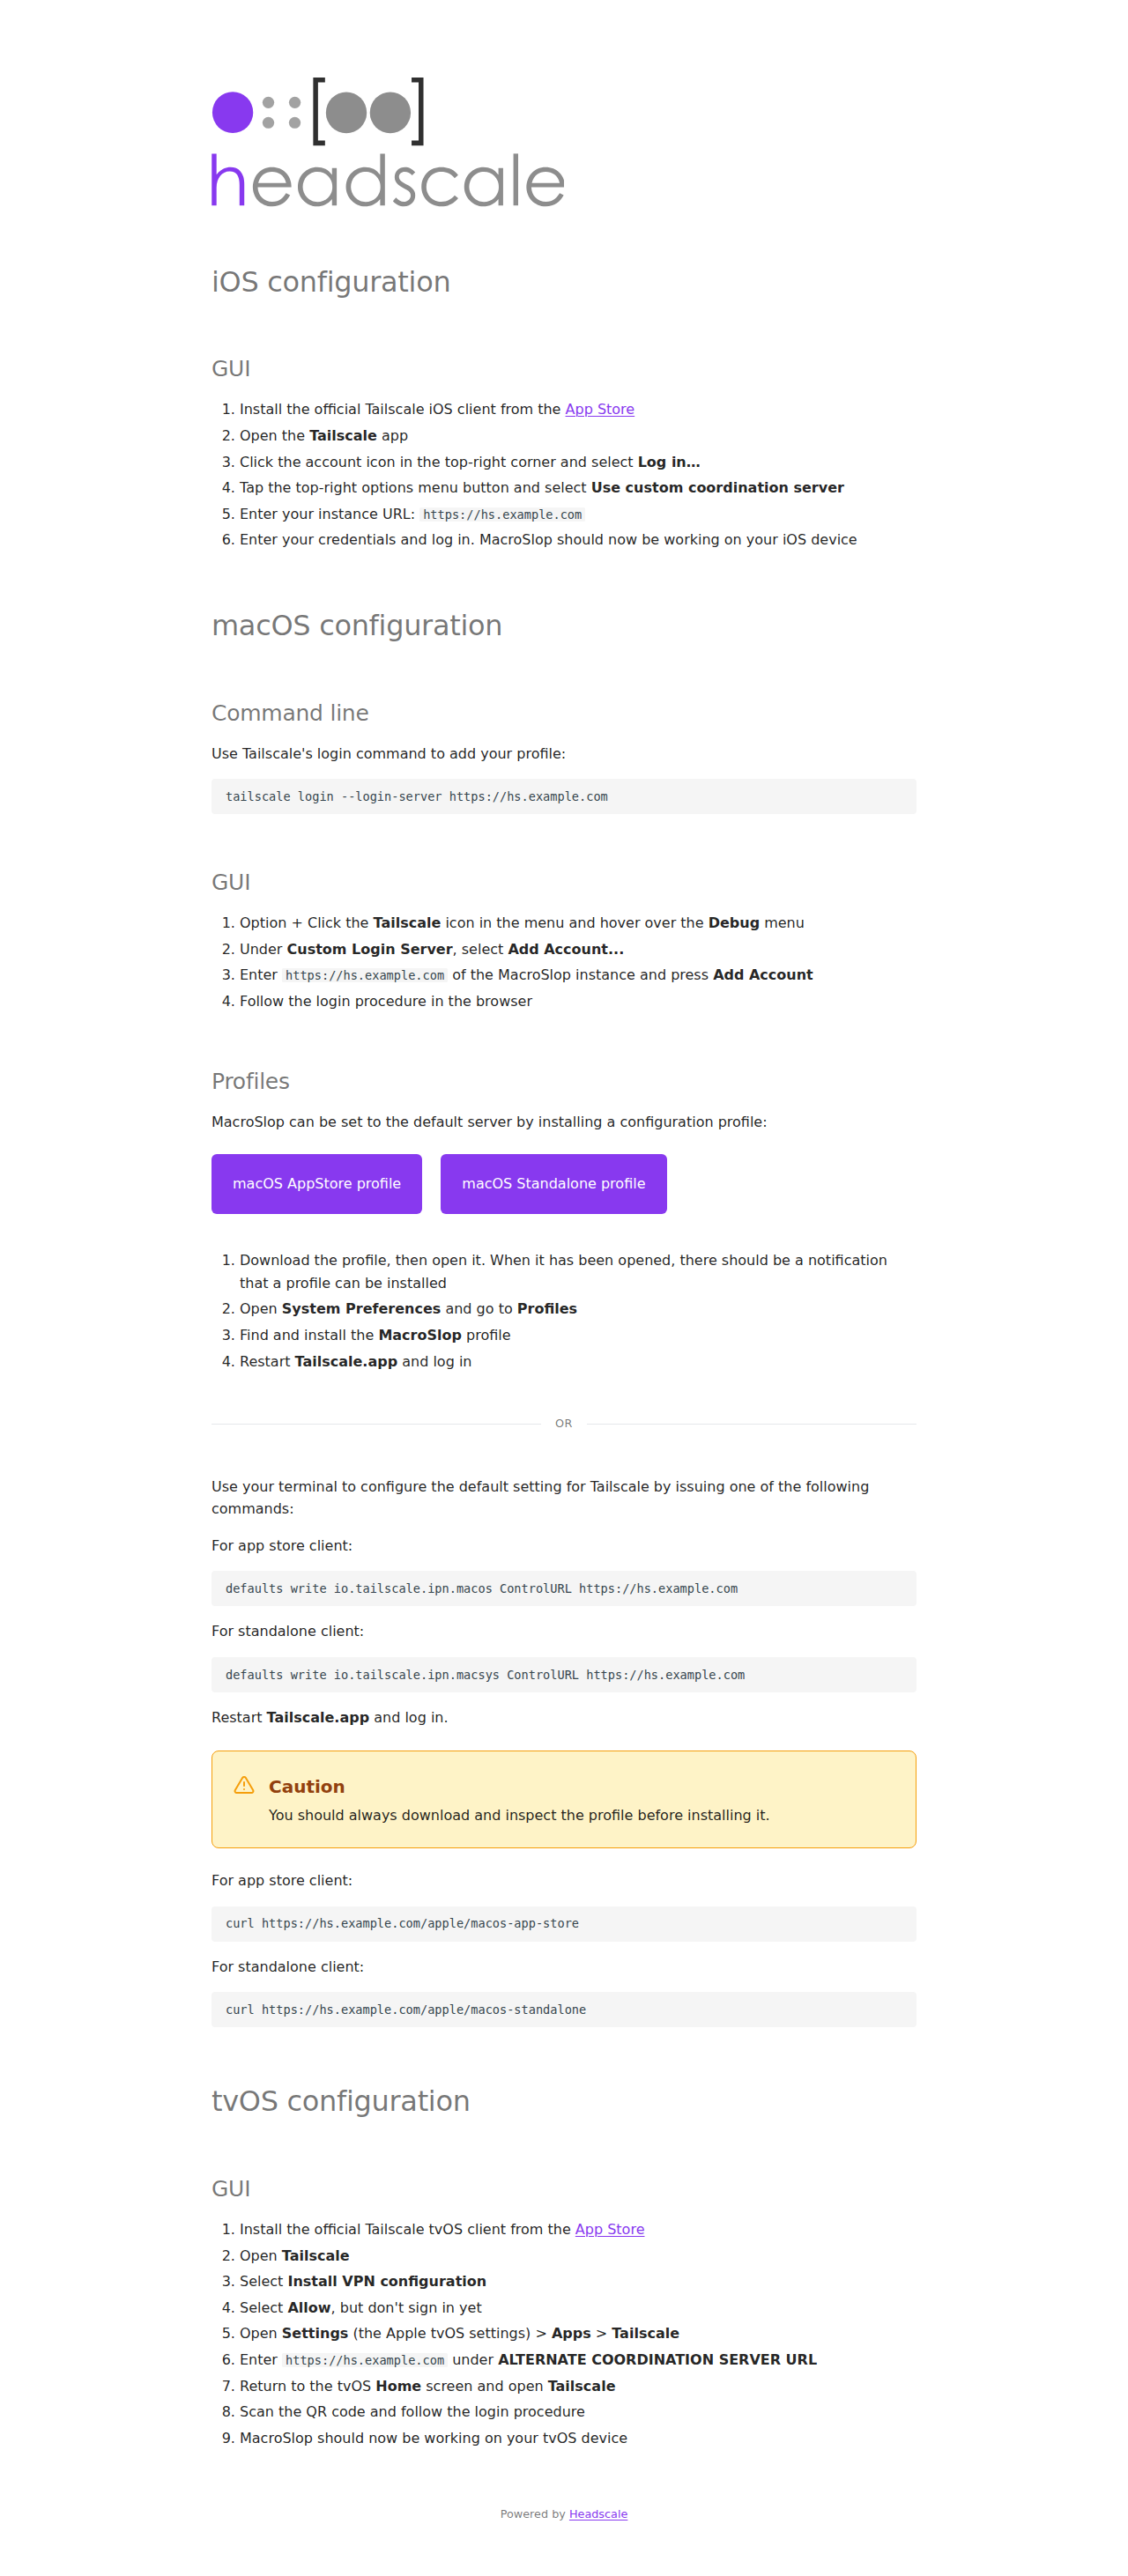 headscale
iOS configuration
GUI
1. Install the official Tailscale iOS client from the App Store
2. Open the Tailscale app
3. Click the account icon in the top-right corner and select Log in…
4. Tap the top-right options menu button and select Use custom coordination server
5. Enter your instance URL: https://hs.example.com
6. Enter your credentials and log in. MacroSlop should now be working on your iOS device
macOS configuration
Command line
Use Tailscale's login command to add your profile:
tailscale login --login-server https://hs.example.com
GUI
1. Option + Click the Tailscale icon in the menu and hover over the Debug menu
2. Under Custom Login Server, select Add Account...
3. Enter https://hs.example.com of the MacroSlop instance and press Add Account
4. Follow the login procedure in the browser
Profiles
MacroSlop can be set to the default server by installing a configuration profile:
macOS AppStore profile macOS Standalone profile
1. Download the profile, then open it. When it has been opened, there should be a notification
that a profile can be installed
2. Open System Preferences and go to Profiles
3. Find and install the MacroSlop profile
4. Restart Tailscale.app and log in
OR
Use your terminal to configure the default setting for Tailscale by issuing one of the following
commands:
For app store client:
defaults write io.tailscale.ipn.macos ControlURL https://hs.example.com
For standalone client:
defaults write io.tailscale.ipn.macsys ControlURL https://hs.example.com
Restart Tailscale.app and log in.
Caution
You should always download and inspect the profile before installing it.
For app store client:
curl https://hs.example.com/apple/macos-app-store
For standalone client:
curl https://hs.example.com/apple/macos-standalone
tvOS configuration
GUI
1. Install the official Tailscale tvOS client from the App Store
2. Open Tailscale
3. Select Install VPN configuration
4. Select Allow, but don't sign in yet
5. Open Settings (the Apple tvOS settings) > Apps > Tailscale
6. Enter https://hs.example.com under ALTERNATE COORDINATION SERVER URL
7. Return to the tvOS Home screen and open Tailscale
8. Scan the QR code and follow the login procedure
9. MacroSlop should now be working on your tvOS device
Powered by Headscale